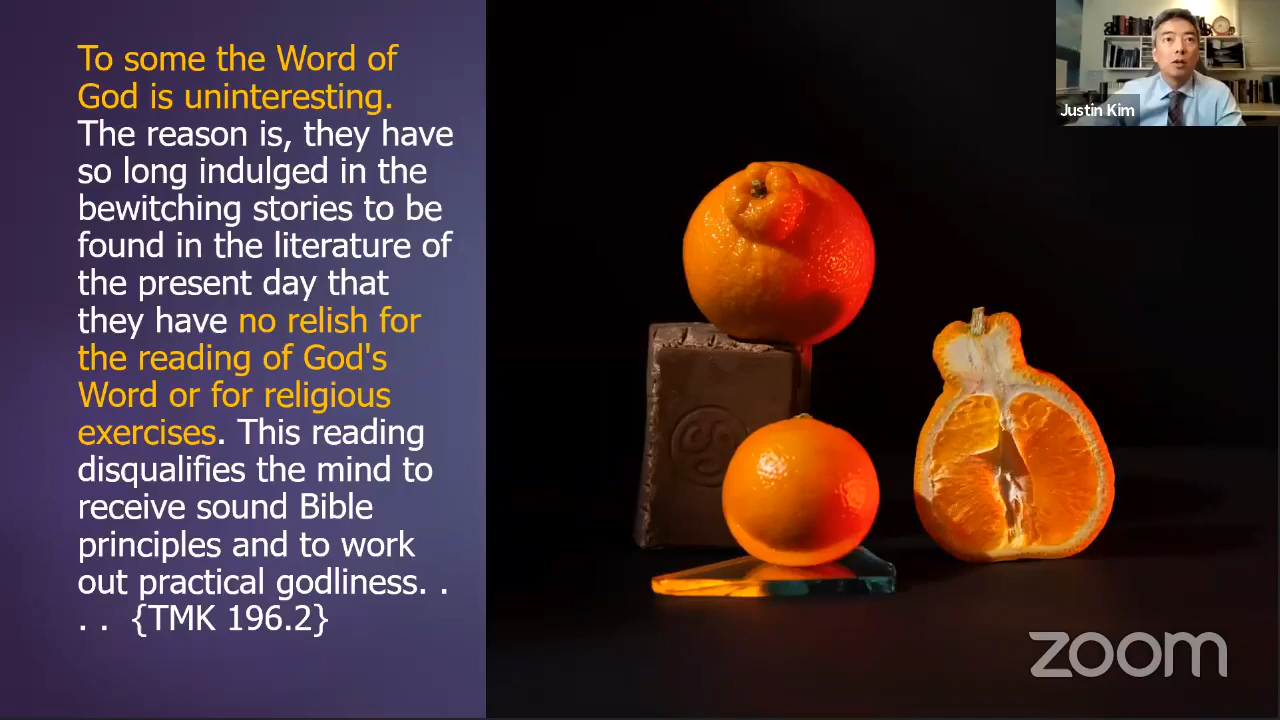 To some the Word of
God is uninteresting.
The reason is, they have
so long indulged in the
bewitching stories to be
found in the literature of
the present day that
they have no relish for
the reading of God's
Word or for religious
exercises. This reading
disqualifies the mind to
receive sound Bible
principles and to work
out practical godliness. .
. .  {TMK 196.2}
Justin Kim
zoom